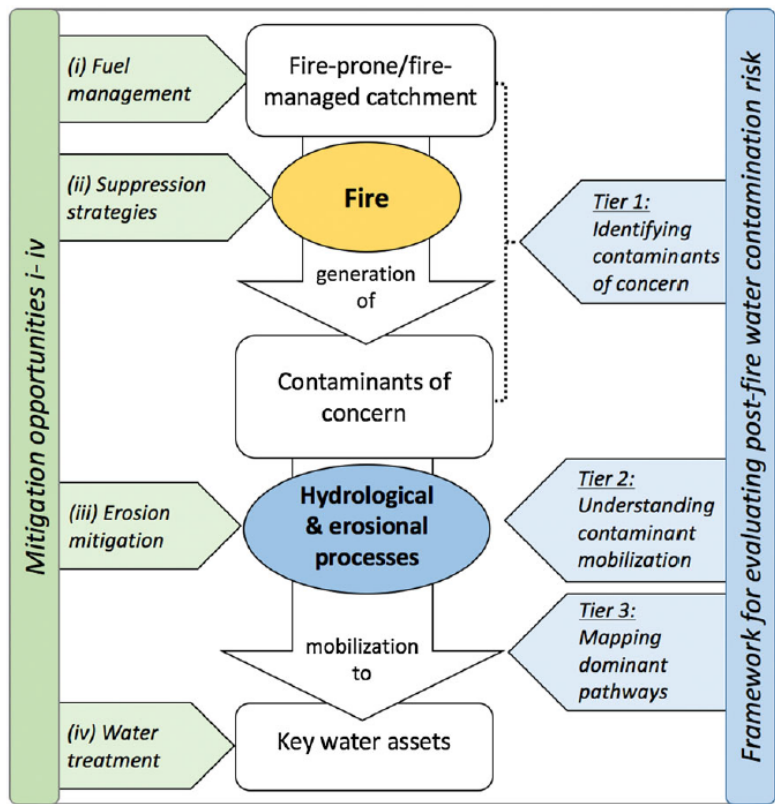 Mitigation opportunities i- iv
(i) Fuel
management
(ii) Suppression
strategies
(iii) Erosion
mitigation
(iv) Water
treatment
Fire-prone/fire-
managed catchment
Fire
generation
of
Contaminants of
concern
Hydrological
& erosional
processes
mobilization
to
Key water assets
Tier 1:
Identifying
contaminants
of concern
Tier 2:
Understanding
contaminant
mobilization
Tier 3:
Mapping
dominant
pathways
Framework for evaluating post-fire water contamination risk